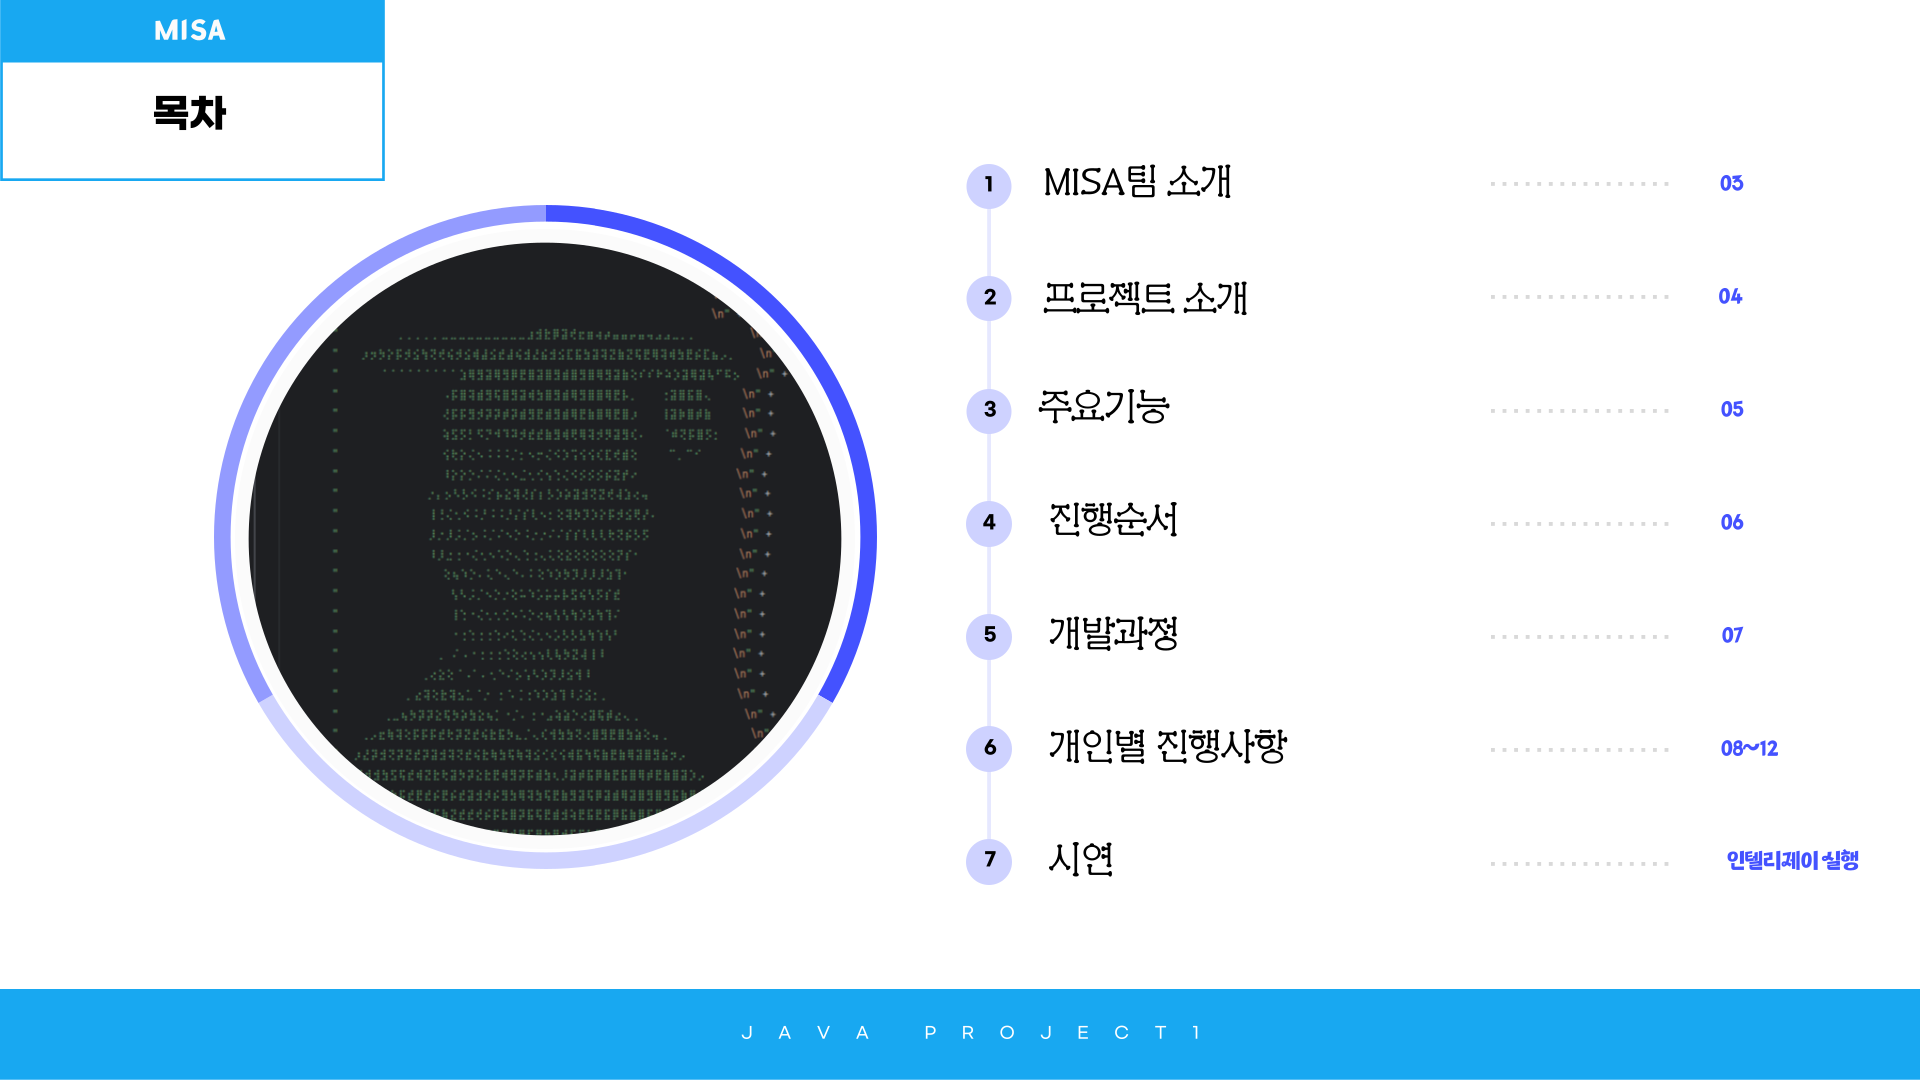 MISA
목차
1 MISA팀 소개 03
2 프로젝트 소개 04
3 주요기능 05
4 진행순서 06
5 개발과정 07
6 개인별 진행사항 08~12
7 시연 인텔리제이 실행
JAVA PROJECT1